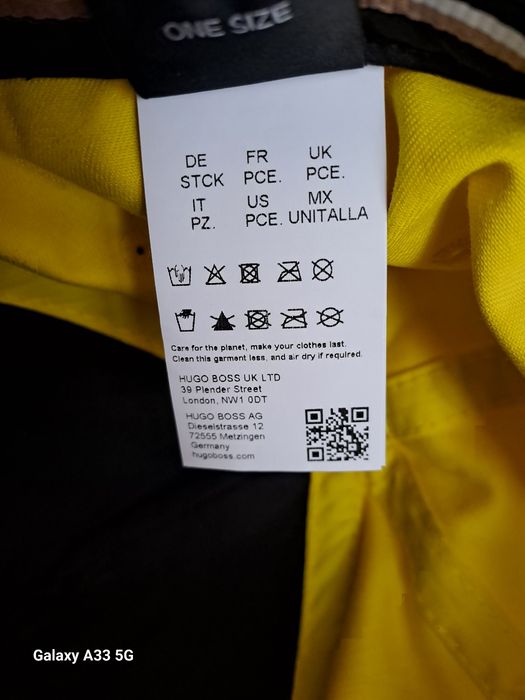 ONE SIZE
DE FR UK
STCK PCE. PCE.
IT US MX
PZ. PCE. UNITALLA
Care for the planet, make your clothes last.
Clean this garment less, and air dry if required.
HUGO BOSS UK LTD
39 Plender Street
London, NW1 0DT
HUGO BOSS AG
Dieselstrasse 12
72555 Metzingen
Germany
hugoboss.com
Galaxy A33 5G